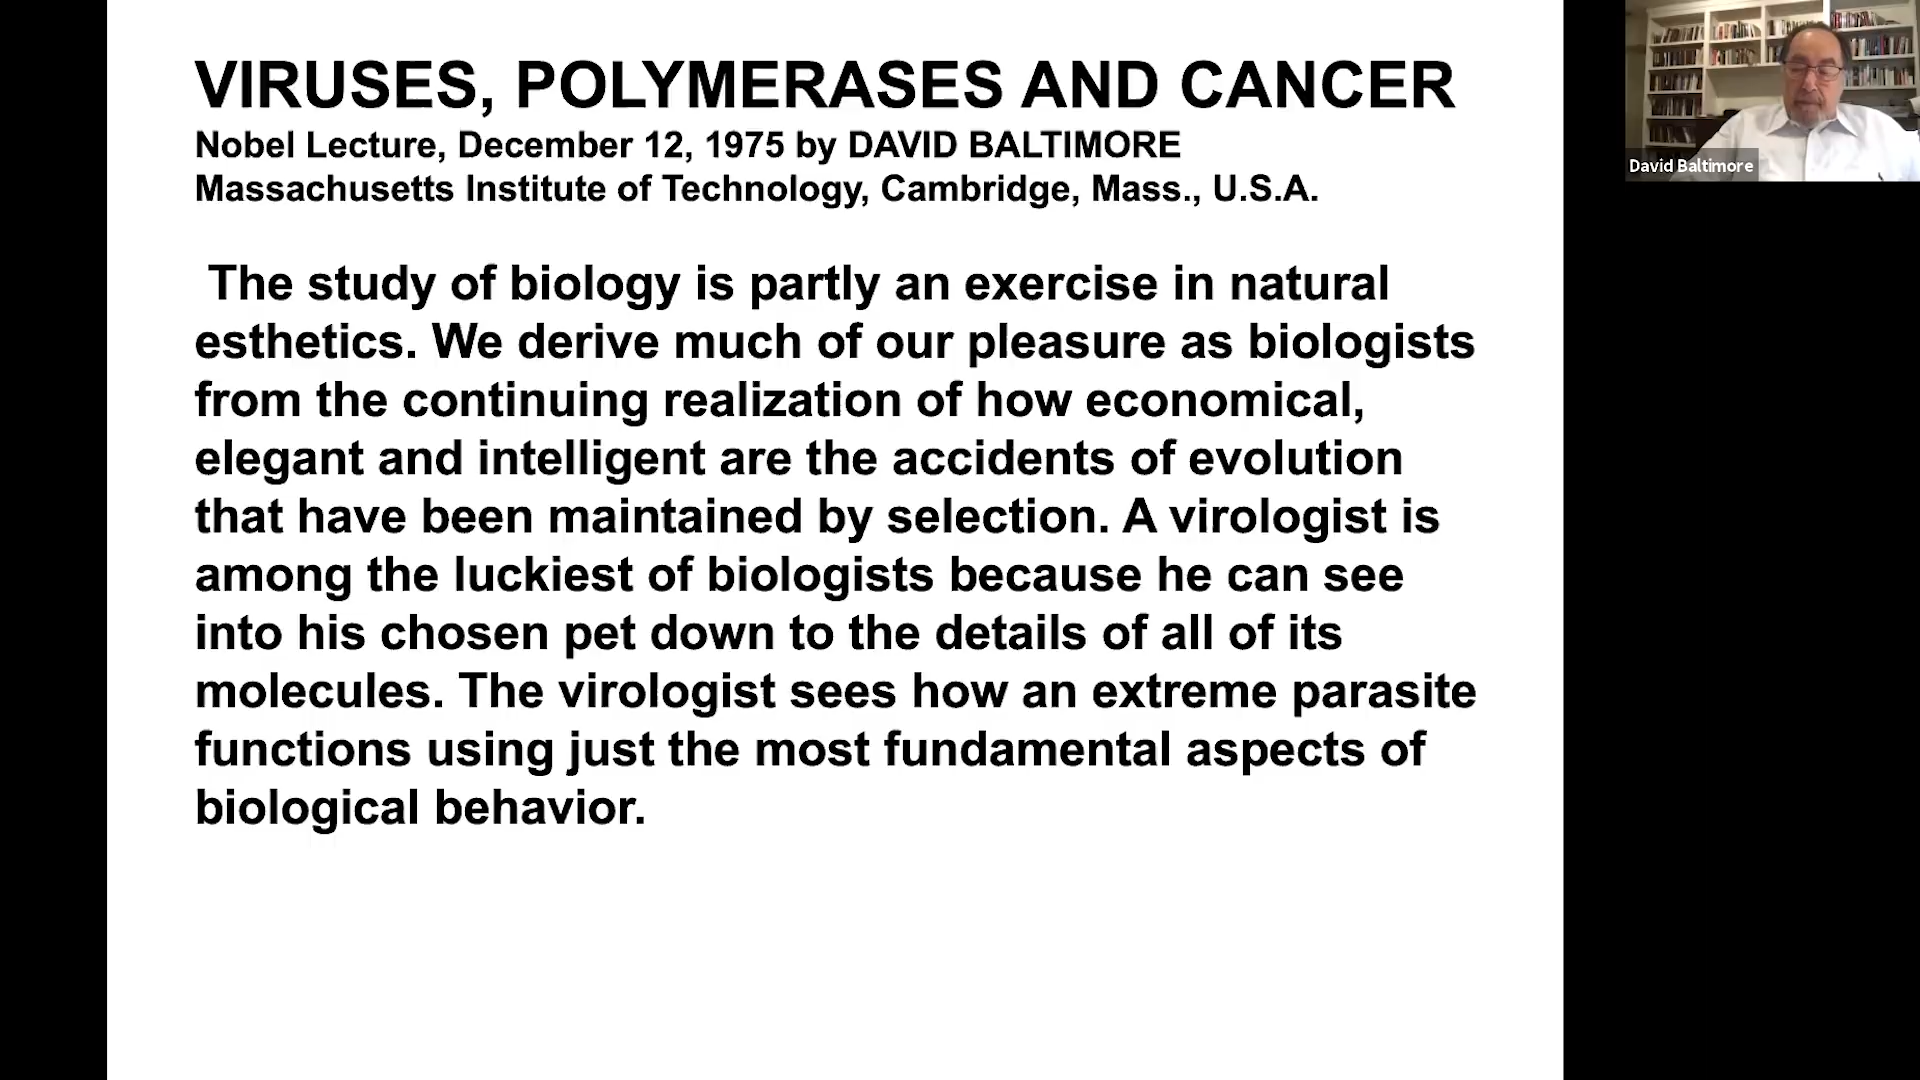 VIRUSES, POLYMERASES AND CANCER
Nobel Lecture, December 12, 1975 by DAVID BALTIMORE
Massachusetts Institute of Technology, Cambridge, Mass., U.S.A.
The study of biology is partly an exercise in natural
esthetics. We derive much of our pleasure as biologists
from the continuing realization of how economical,
elegant and intelligent are the accidents of evolution
that have been maintained by selection. A virologist is
among the luckiest of biologists because he can see
into his chosen pet down to the details of all of its
molecules. The virologist sees how an extreme parasite
functions using just the most fundamental aspects of
biological behavior.
David Baltimore